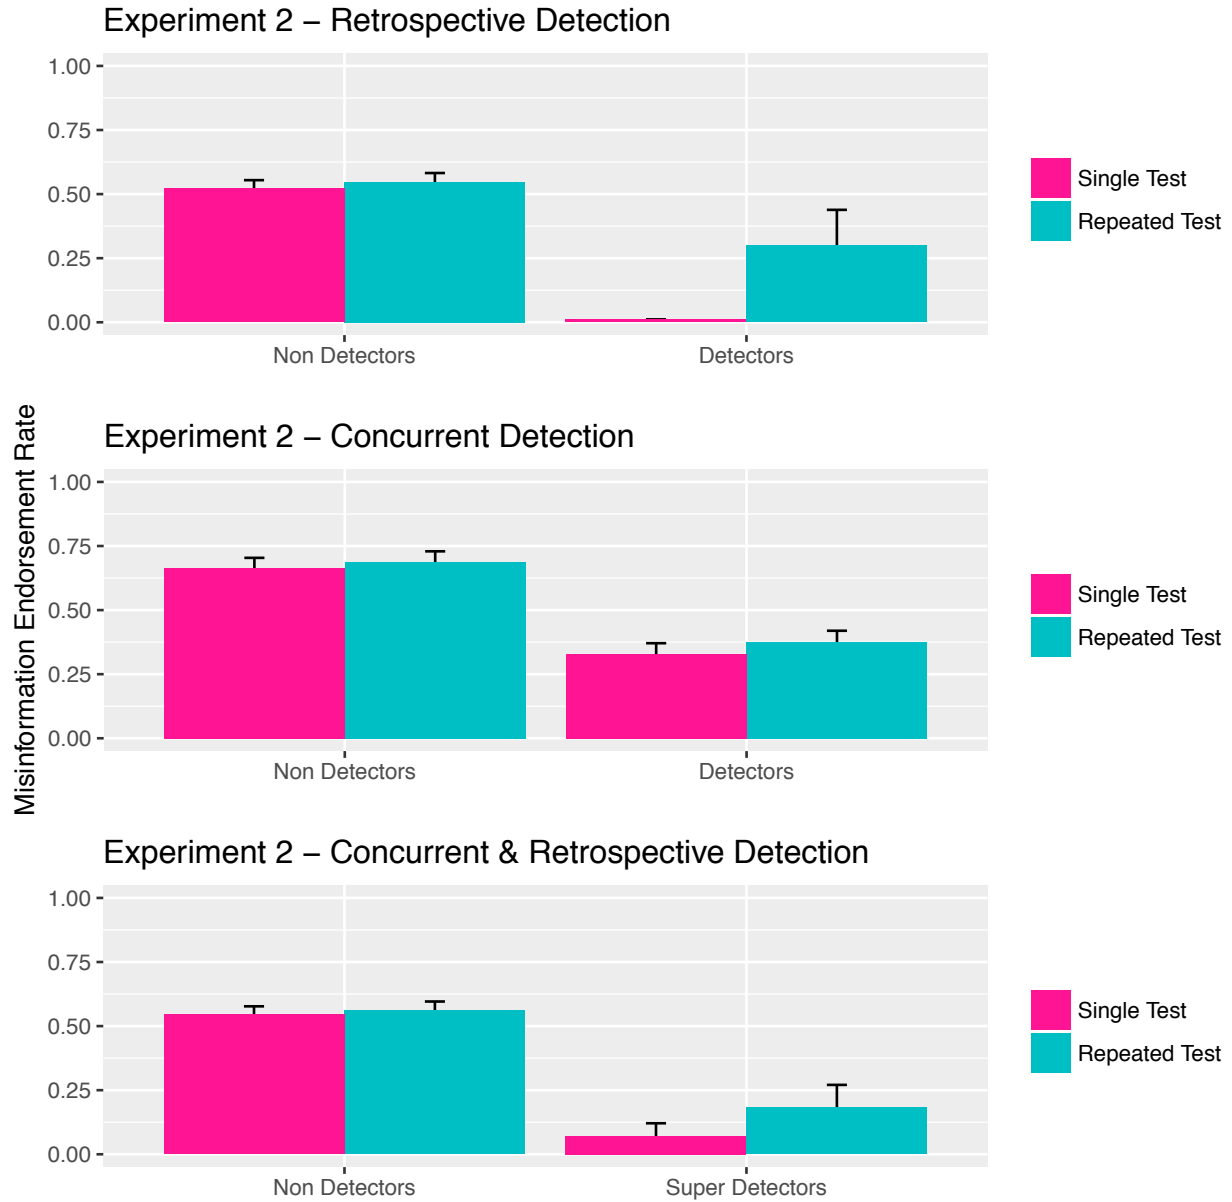 Misinformation Endorsement Rate
Experiment 2 – Retrospective Detection
1.00
0.75
0.50
0.25
0.00
Non Detectors Detectors
Single Test
Repeated Test
Experiment 2 – Concurrent Detection
1.00
0.75
0.50
0.25
0.00
Non Detectors Detectors
Single Test
Repeated Test
Experiment 2 – Concurrent & Retrospective Detection
1.00
0.75
0.50
0.25
0.00
Non Detectors Super Detectors
Single Test
Repeated Test